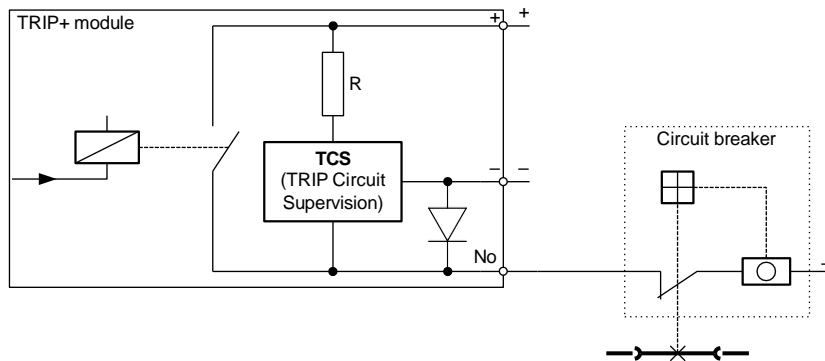 TRIP+ module
+ +
R
Circuit breaker
TCS
(TRIP Circuit
Supervision)
– –
No
–